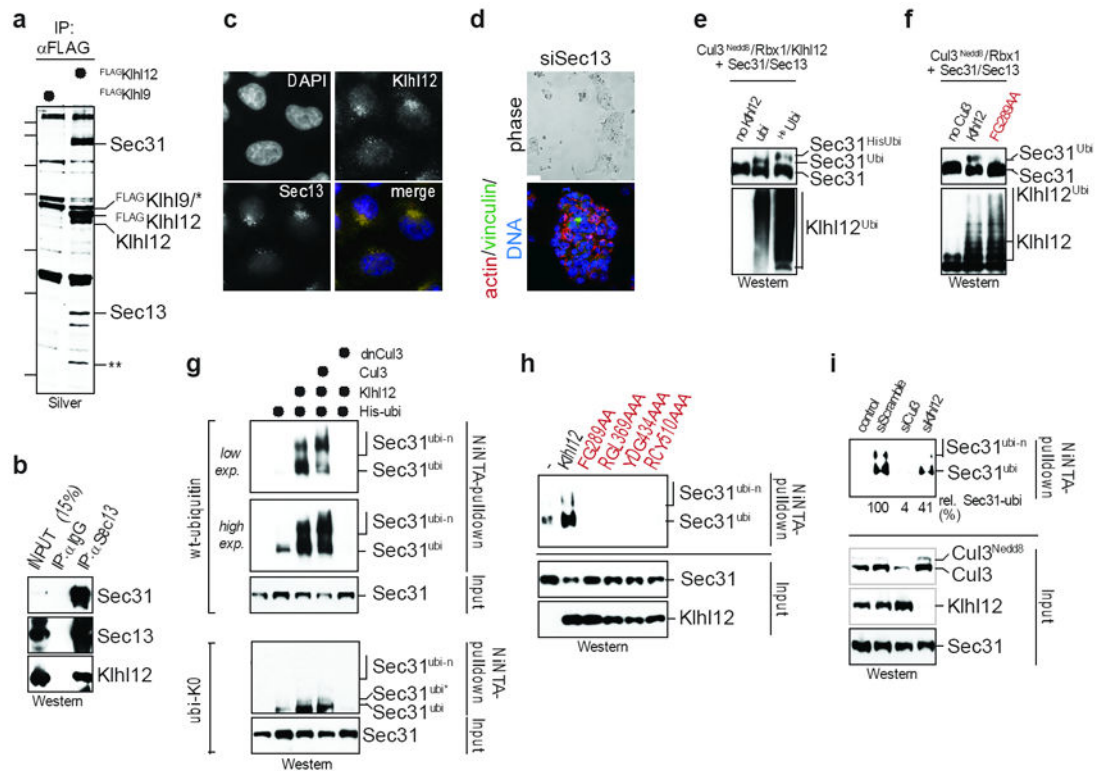 a
IP:
αFLAG
FLAGKlhl12
FLAGKlhl9
Sec31
FLAGKlhl9/*
FLAGKlhl12
Klhl12
Sec13
**
Silver
b
INPUT (15%)
IP: αIgG
IP: αSec13
Sec31
Sec13
Klhl12
Western
c
DAPI
Klhl12
Sec13
merge
d
siSec13
phase
actin/vinculin/
DNA
e
Cul3Nedd8/Rbx1/Klhl12
+ Sec31/Sec13
no Klhl12
ubi
His Ubi
Sec31HisUbi
Sec31Ubi
Sec31
Klhl12Ubi
Western
f
Cul3Nedd8/Rbx1
+ Sec31/Sec13
no Cul3
Klhl12
FG289AA
Sec31Ubi
Sec31
Klhl12Ubi
Klhl12
Western
g
dnCul3
Cul3
Klhl12
His-ubi
wt-ubiquitin
low
exp.
Sec31ubi-n
Sec31ubi
high
exp.
Sec31ubi-n
Sec31ubi
NiNTA-pulldown
Sec31
Input
ubi-K0
Sec31ubi-n
Sec31ubi*
Sec31ubi
NiNTA-
pulldown
Sec31
Input
Western
h
-
Klhl12
FG289AA
RGL369AAA
YDG434AAA
RCY510AAA
Sec31ubi-n
Sec31ubi
NiNTA-
pulldown
Sec31
Klhl12
Input
Western
i
control
siScramble
siCul3
siKlhl12
Sec31ubi-n
Sec31ubi
NiNTA-
pulldown
100 4 41 rel. Sec31-ubi
(%)
Cul3Nedd8
Cul3
Klhl12
Sec31
Input
Western